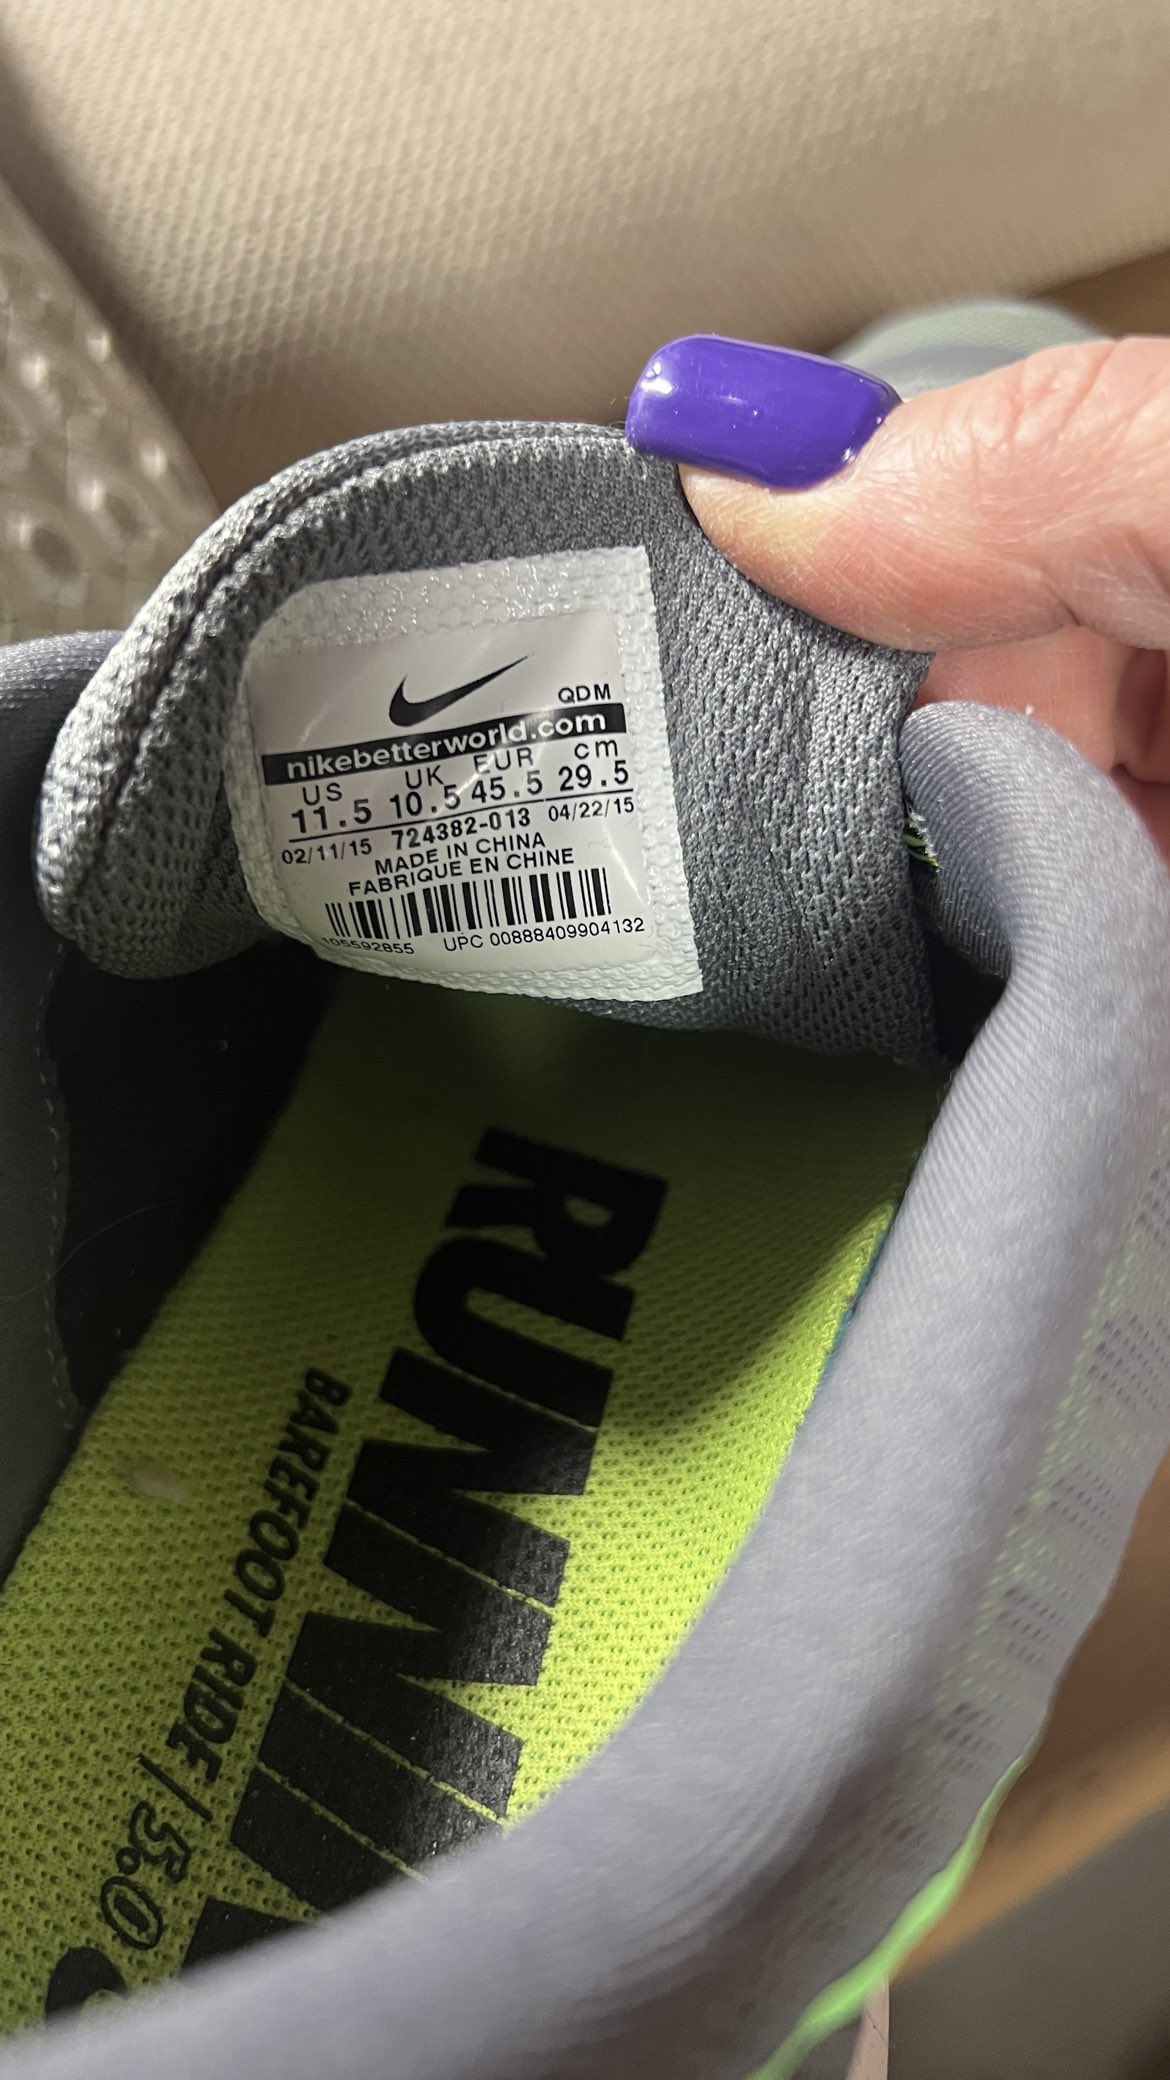 QDM
nikebetterworld.com
US UK EUR cm
11.5 10.5 45.5 29.5
02/11/15 724382-013 04/22/15
MADE IN CHINA
FABRIQUE EN CHINE
105592855 UPC 00888409904132
RUNNI
BAREFOOT RIDE / 5.0